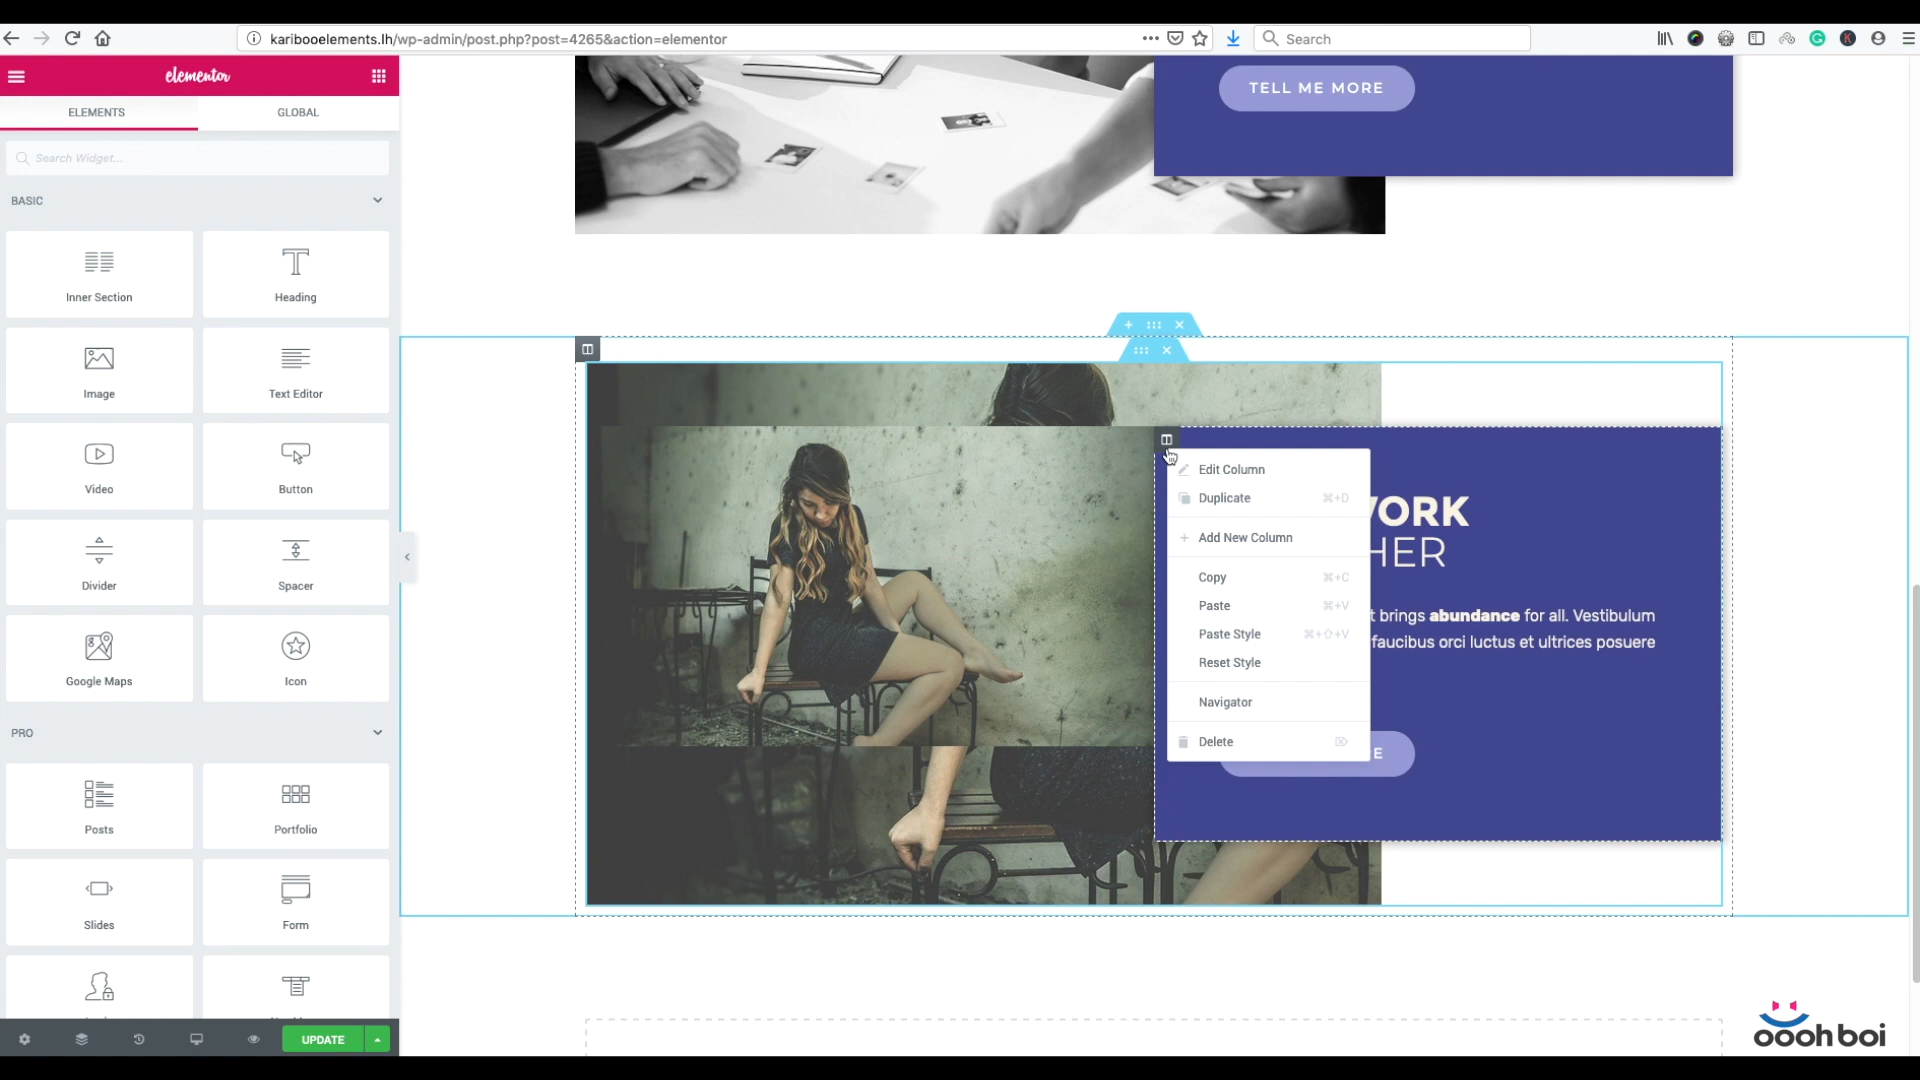 karibooelements.lh/wp-admin/post.php?post=4265&action=elementor
Search
elementor
ELEMENTS
GLOBAL
Search Widget...
BASIC
Inner Section
Heading
Image
Text Editor
Video
Button
Divider
Spacer
Google Maps
Icon
PRO
Posts
Portfolio
Slides
Form
UPDATE
TELL ME MORE
Edit Column
Duplicate ⌘+D
Add New Column
Copy ⌘+C
Paste ⌘+V
Paste Style ⌘+⇧+V
Reset Style
Navigator
Delete ⌦
ORK
HER
t brings abundance for all. Vestibulum
faucibus orci luctus et ultrices posuere
E
oooh boi